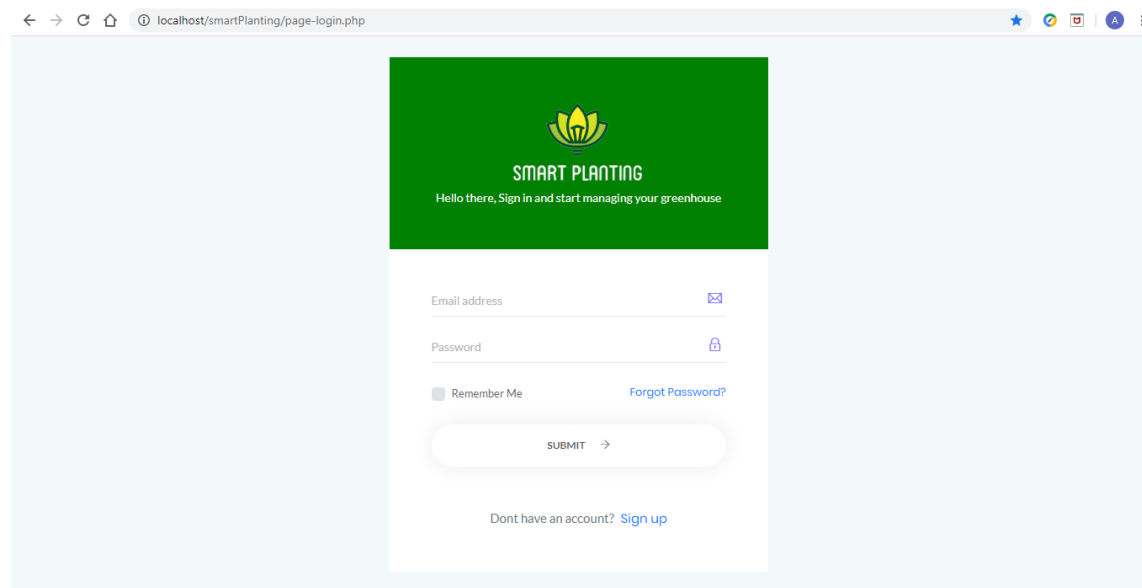 localhost/smartPlanting/page-login.php
A
SMART PLANTING
Hello there, Sign in and start managing your greenhouse
Email address
Password
Remember Me Forgot Password?
SUBMIT
Dont have an account? Sign up